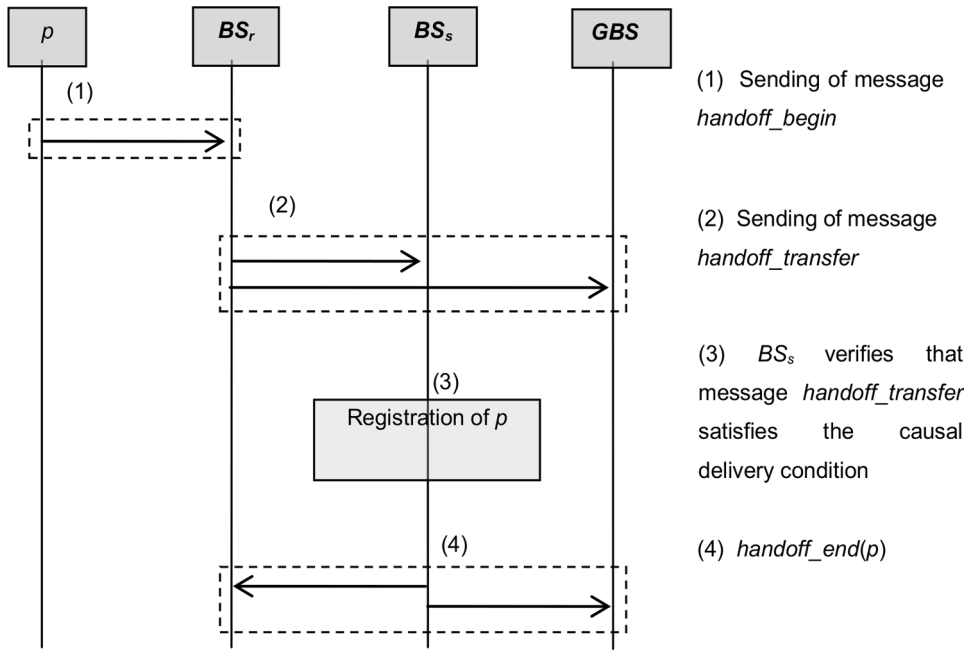 p BSr BSs GBS
(1)
(1) Sending of message
handoff_begin
(2)
(2) Sending of message
handoff_transfer
(3) BSs verifies that
message handoff_transfer
satisfies the causal
delivery condition
(3)
Registration of p
(4)
(4) handoff_end(p)